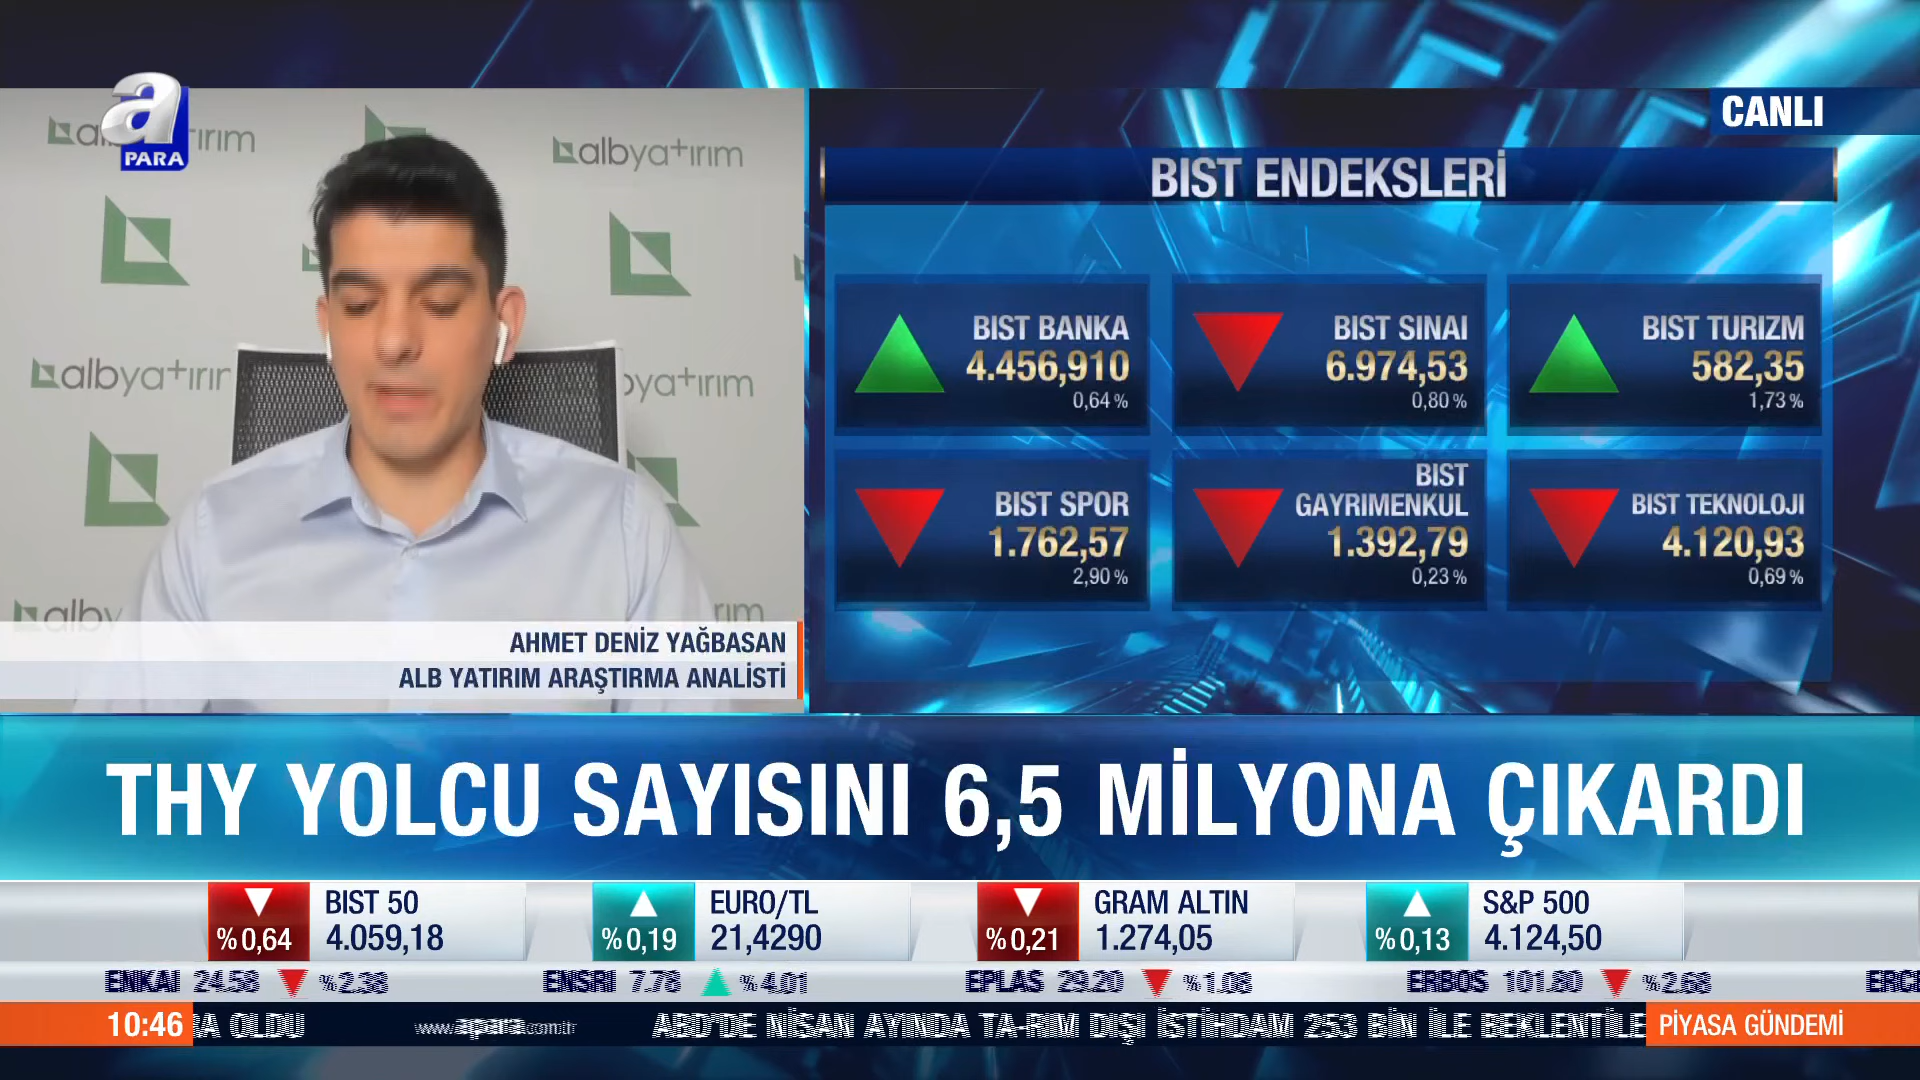 a
PARA
CANLI
albyatırım
BIST ENDEKSLERİ
BIST BANKA
4.456,910
0,64 %
BIST SINAI
6.974,53
0,80 %
BIST TURIZM
582,35
1,73 %
BIST SPOR
1.762,57
2,90 %
BIST
GAYRIMENKUL
1.392,79
0,23 %
BIST TEKNOLOJI
4.120,93
0,69 %
AHMET DENİZ YAĞBASAN
ALB YATIRIM ARAŞTIRMA ANALİSTİ
THY YOLCU SAYISINI 6,5 MİLYONA ÇIKARDI
%0,64 BIST 50 4.059,18
%0,19 EURO/TL 21,4290
%0,21 GRAM ALTIN 1.274,05
%0,13 S&P 500 4.124,50
ENKAI 24.58 %2.38 ENSRI 7.78 %4.01 EPLAS 29.20 %1.08 ERBOS 101.80 %2.68
10:46 OLDU www.apara.com.tr ABD'DE NİSAN AYINDA TA-RIM DIŞI İSTİHDAM 253 BİN İLE PİYASA GÜNDEMİ